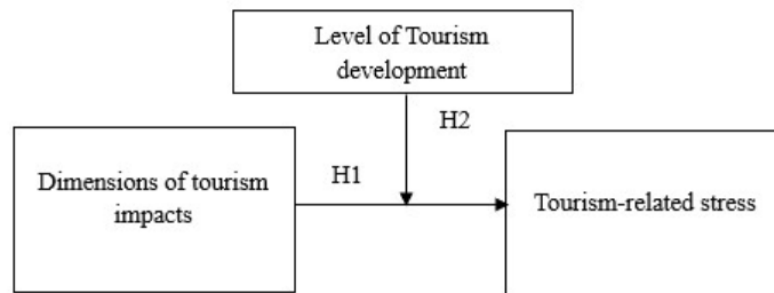 Level of Tourism
development
H2
H1
Dimensions of tourism
impacts
Tourism-related stress